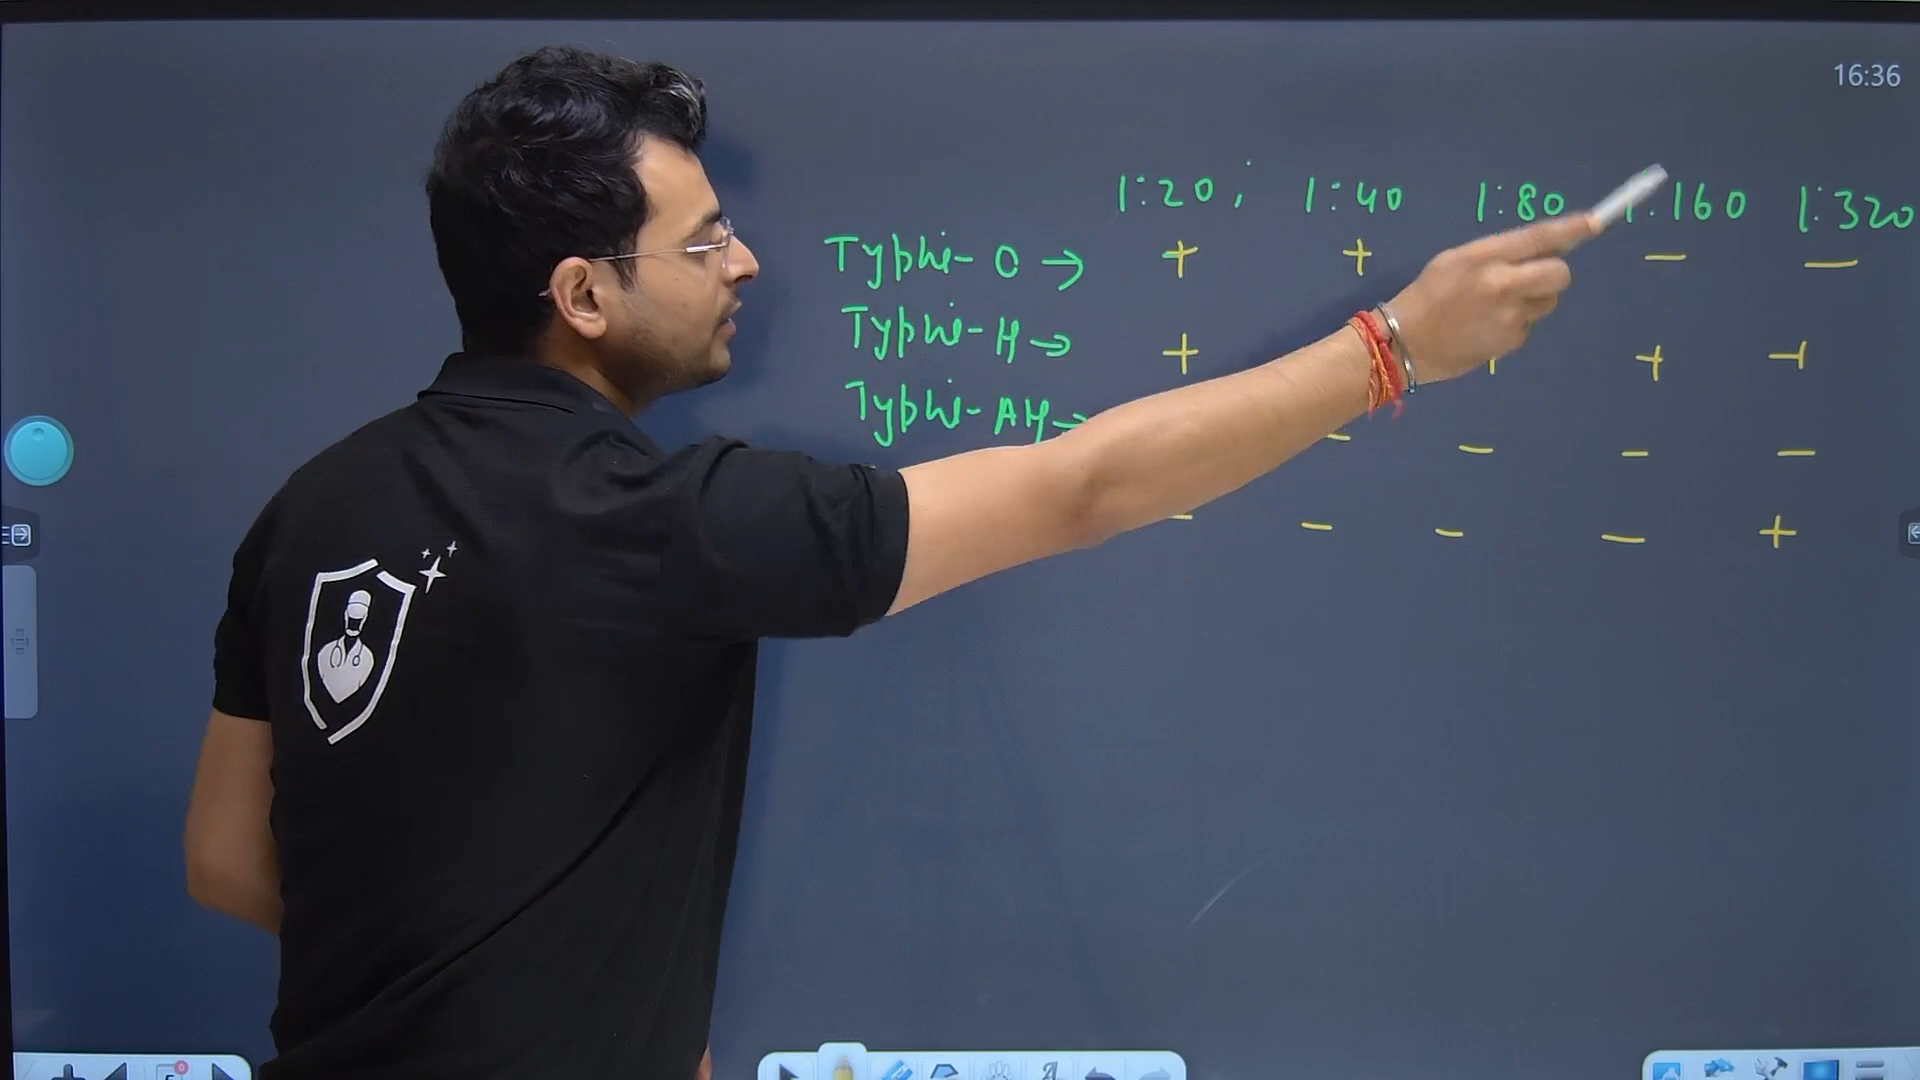 16:36
1:20 ; 1:40 1:80 1:160 1:320
Typhi-O → + + - -
Typhi-H → + + + +
Typhi-AH → - - - -
- - - - +